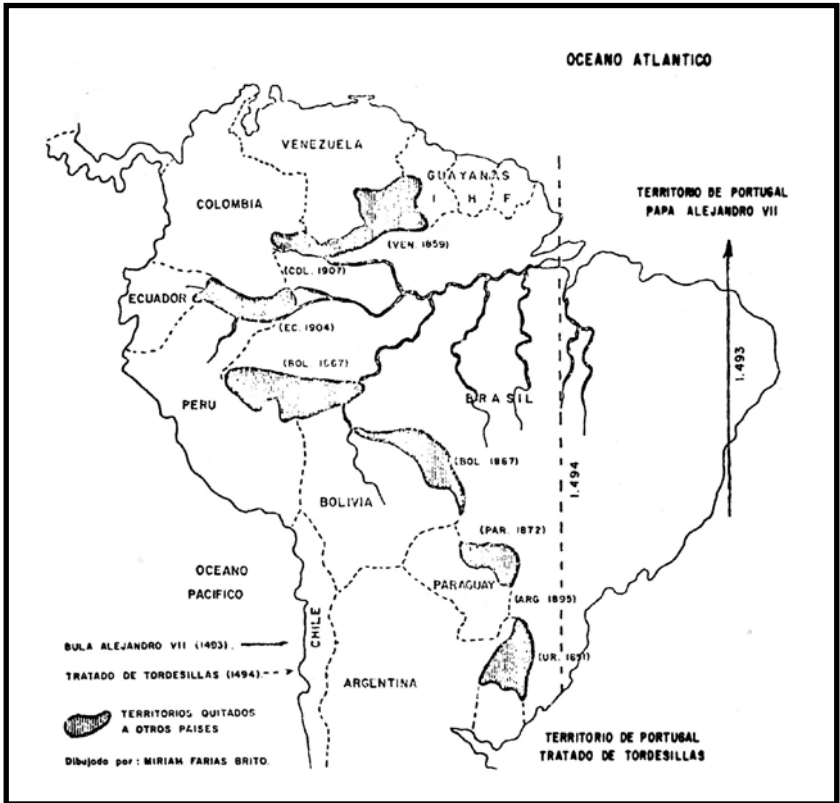 OCEANO ATLANTICO
VENEZUELA
GUAYANAS
I H F
COLOMBIA
TERRITORIO DE PORTUGAL
PAPA ALEJANDRO VII
(VEN. 1859)
(COL. 1907)
ECUADOR
(EC. 1904)
(BOL. 1667)
1.493
PERU
BRASIL
(BOL. 1867)
1.494
BOLIVIA
(PAR. 1872)
OCEANO
PACIFICO
PARAGUAY
(ARG. 1895)
CHILE
BULA ALEJANDRO VII (1493).
(UR. 1651)
TRATADO DE TORDESILLAS (1494).
ARGENTINA
TERRITORIOS QUITADOS
A OTROS PAISES
TERRITORIO DE PORTUGAL
TRATADO DE TORDESILLAS
Dibujado por: MIRIAM FARIAS BRITO.